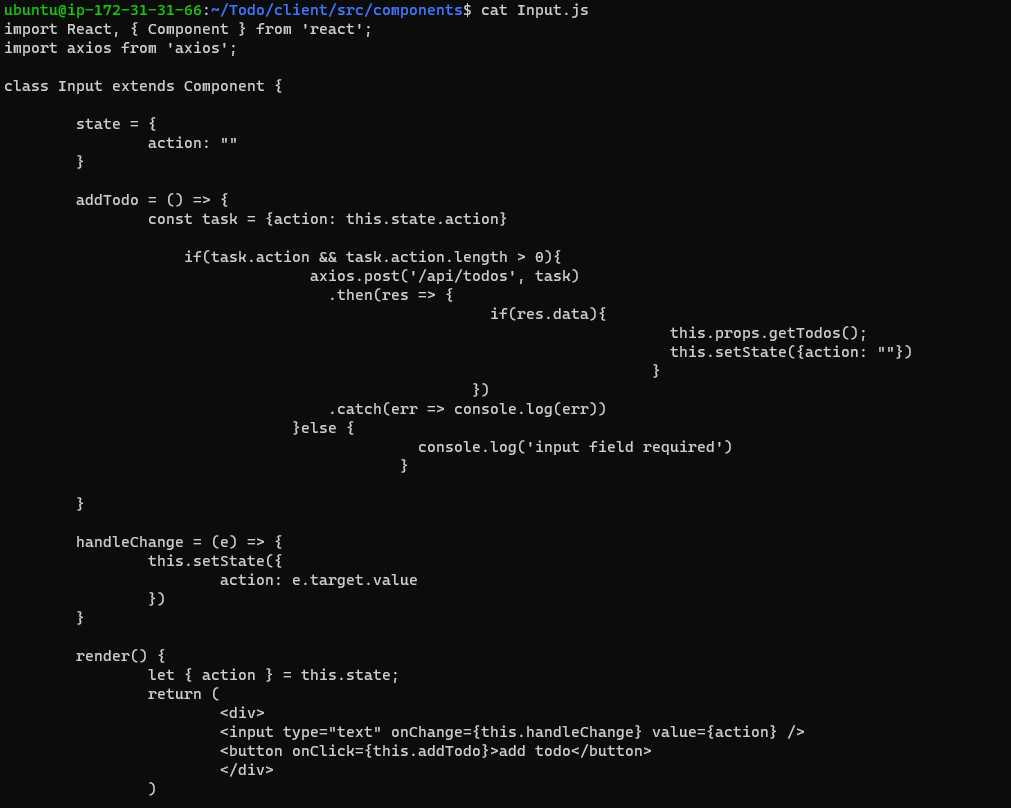 ubuntu@ip-172-31-31-66:~/Todo/client/src/components$ cat Input.js
import React, { Component } from 'react';
import axios from 'axios';

class Input extends Component {

        state = {
                action: ""
        }

        addTodo = () => {
                const task = {action: this.state.action}

                    if(task.action && task.action.length > 0){
                                  axios.post('/api/todos', task)
                                    .then(res => {
                                                      if(res.data){
                                                                          this.props.getTodos();
                                                                          this.setState({action: ""})
                                                                        }
                                                    })
                                    .catch(err => console.log(err))
                                }else {
                                              console.log('input field required')
                                            }

        }

        handleChange = (e) => {
                this.setState({
                        action: e.target.value
                })
        }

        render() {
                let { action } = this.state;
                return (
                        <div>
                        <input type="text" onChange={this.handleChange} value={action} />
                        <button onClick={this.addTodo}>add todo</button>
                        </div>
                )